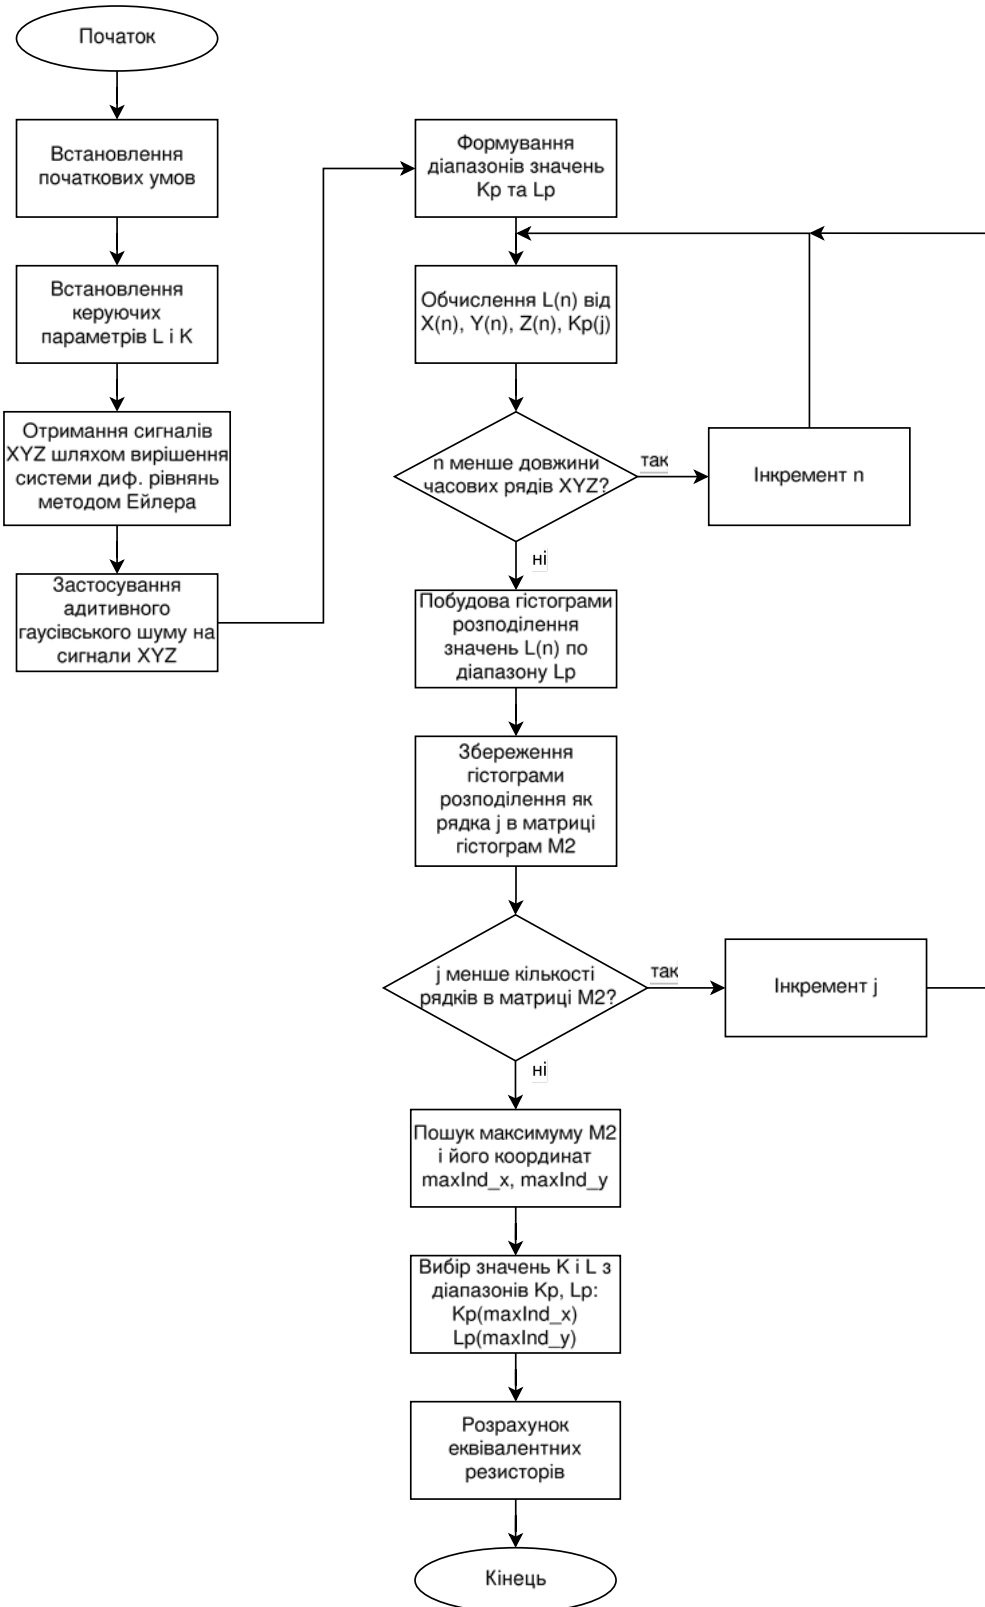 Початок
Встановлення
початкових умов
Встановлення
керуючих
параметрів L і K
Отримання сигналів
XYZ шляхом вирішення
системи диф. рівнянь
методом Ейлера
Застосування
адитивного
гаусівського шуму на
сигнали XYZ
Формування
діапазонів значень
Kp та Lp
Обчислення L(n) від
X(n), Y(n), Z(n), Kp(j)
n менше довжини
часових рядів XYZ?
так
Інкремент n
ні
Побудова гістограми
розподілення
значень L(n) по
діапазону Lp
Збереження
гістограми
розподілення як
рядка j в матриці
гістограм M2
j менше кількості
рядків в матриці M2?
так
Інкремент j
ні
Пошук максимуму M2
і його координат
maxInd_x, maxInd_y
Вибір значень K і L з
діапазонів Kp, Lp:
Kp(maxInd_x)
Lp(maxInd_y)
Розрахунок
еквівалентних
резисторів
Кінець